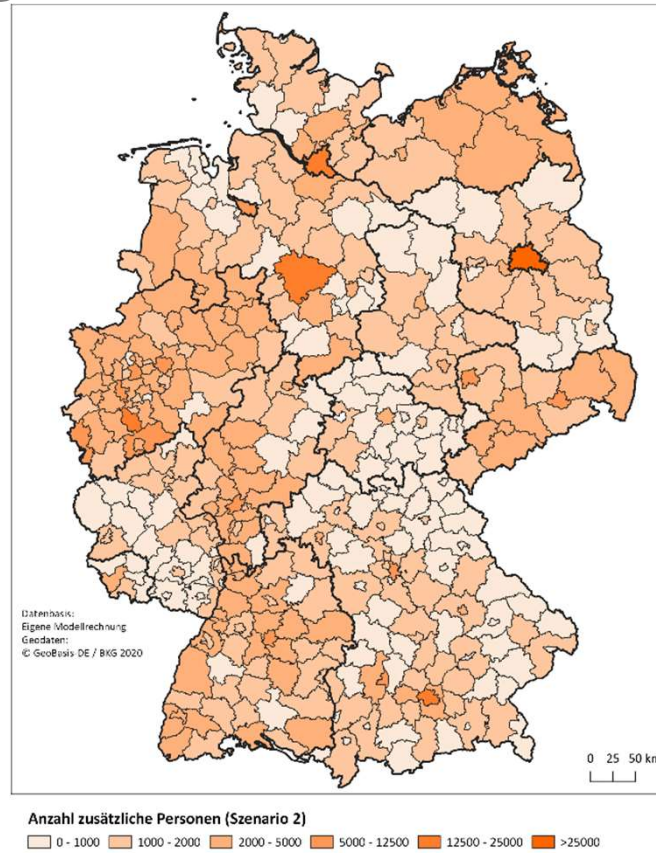 Datenbasis:
Eigene Modellrechnung
Geodaten:
© GeoBasis-DE / BKG 2020
0 25 50 km
Anzahl zusätzliche Personen (Szenario 2)
0 - 1000 1000 - 2000 2000 - 5000 5000 - 12500 12500 - 25000 >25000